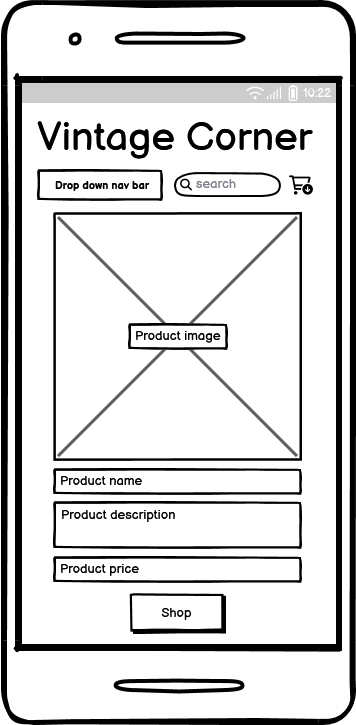 10:22
Vintage Corner
Drop down nav bar
search
Product image
Product name
Product description
Product price
Shop